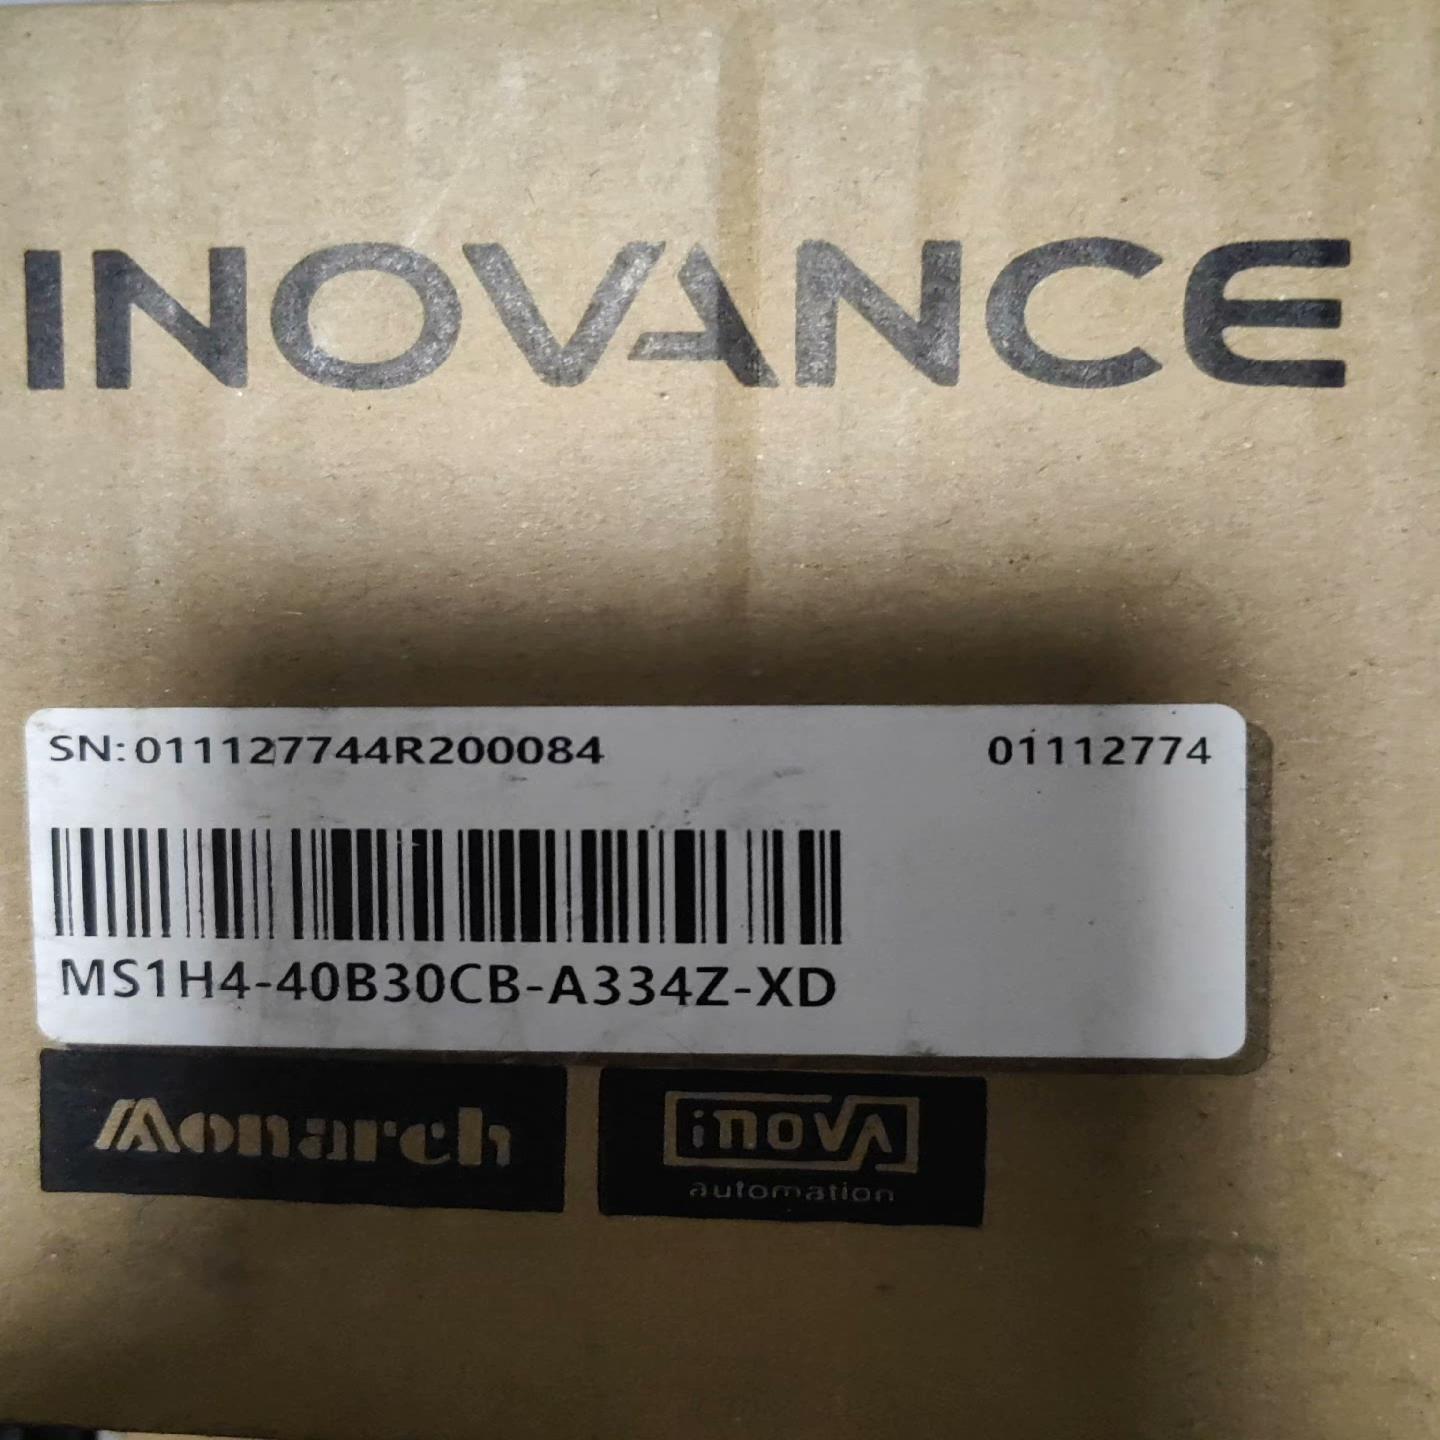 INOVANCE
SN:011127744R200084 01112774
MS1H4-40B30CB-A334Z-XD
Monarch inovA
automation